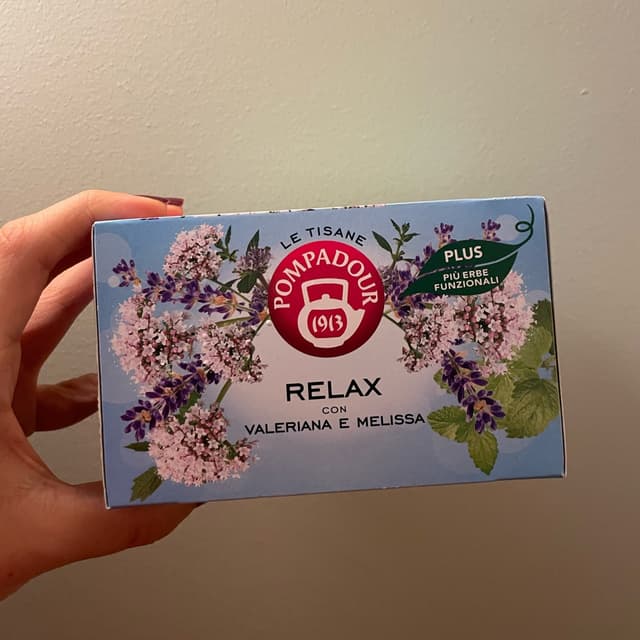 LE TISANE
POMPADOUR
1913
PLUS
PIÙ ERBE
FUNZIONALI
RELAX
CON
VALERIANA E MELISSA